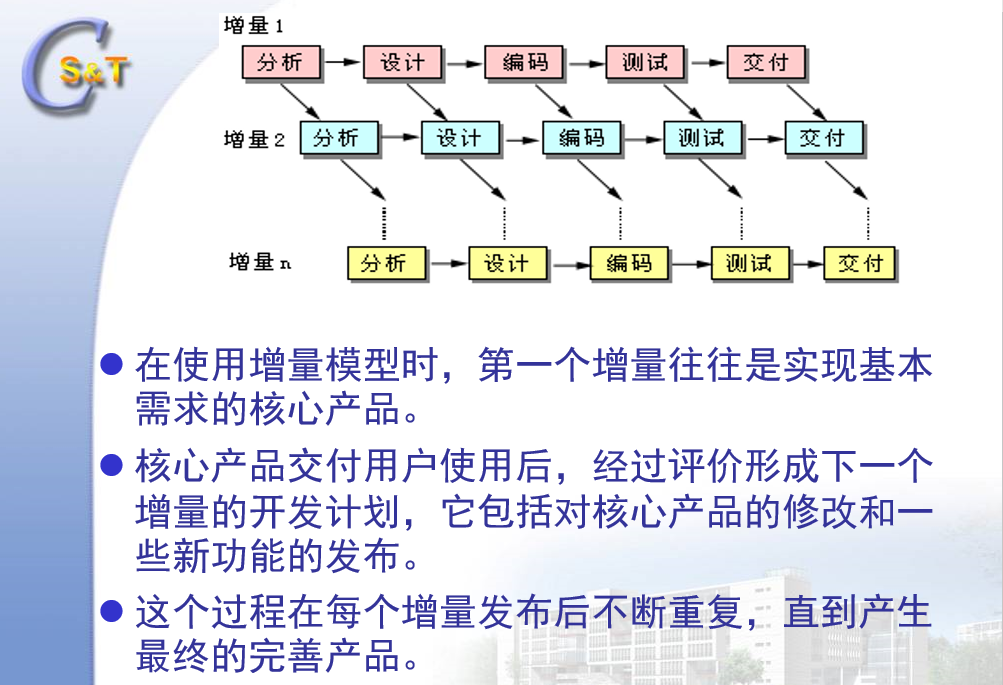 增量1
分析 设计 编码 测试 交付
S&T
增量2 分析 设计 编码 测试 交付
增量n 分析 设计 编码 测试 交付
在使用增量模型时，第一个增量往往是实现基本
需求的核心产品。
核心产品交付用户使用后，经过评价形成下一个
增量的开发计划，它包括对核心产品的修改和一
些新功能的发布。
这个过程在每个增量发布后不断重复，直到产生
最终的完善产品。